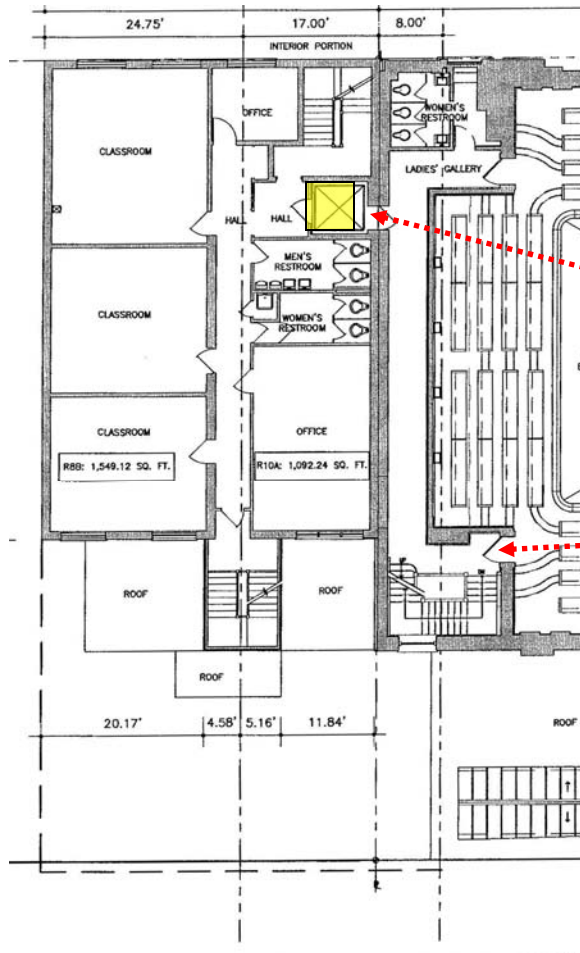 24.75' 17.00' 8.00'
INTERIOR PORTION
OFFICE
WOMEN'S
RESTROOM
CLASSROOM
LADIES' GALLERY
HALL HALL
MEN'S
RESTROOM
WOMEN'S
RESTROOM
CLASSROOM
CLASSROOM
OFFICE
R8B: 1,549.12 SQ. FT.
R10A: 1,092.24 SQ. FT.
UP
DN
ROOF
ROOF
ROOF
20.17' 4.58' 5.16' 11.84'
ROOF